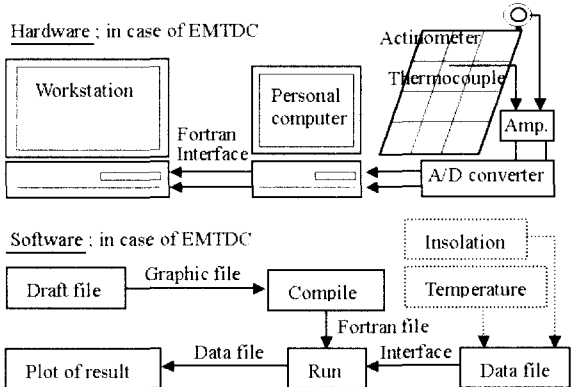 Hardware ; in case of EMTDC
Actinometer
Thermocouple
Workstation
Personal
computer
Fortran
Interface
Amp.
A/D converter
Software ; in case of EMTDC
Insolation
Temperature
Draft file
Graphic file
Compile
Fortran file
Plot of result
Data file
Run
Interface
Data file